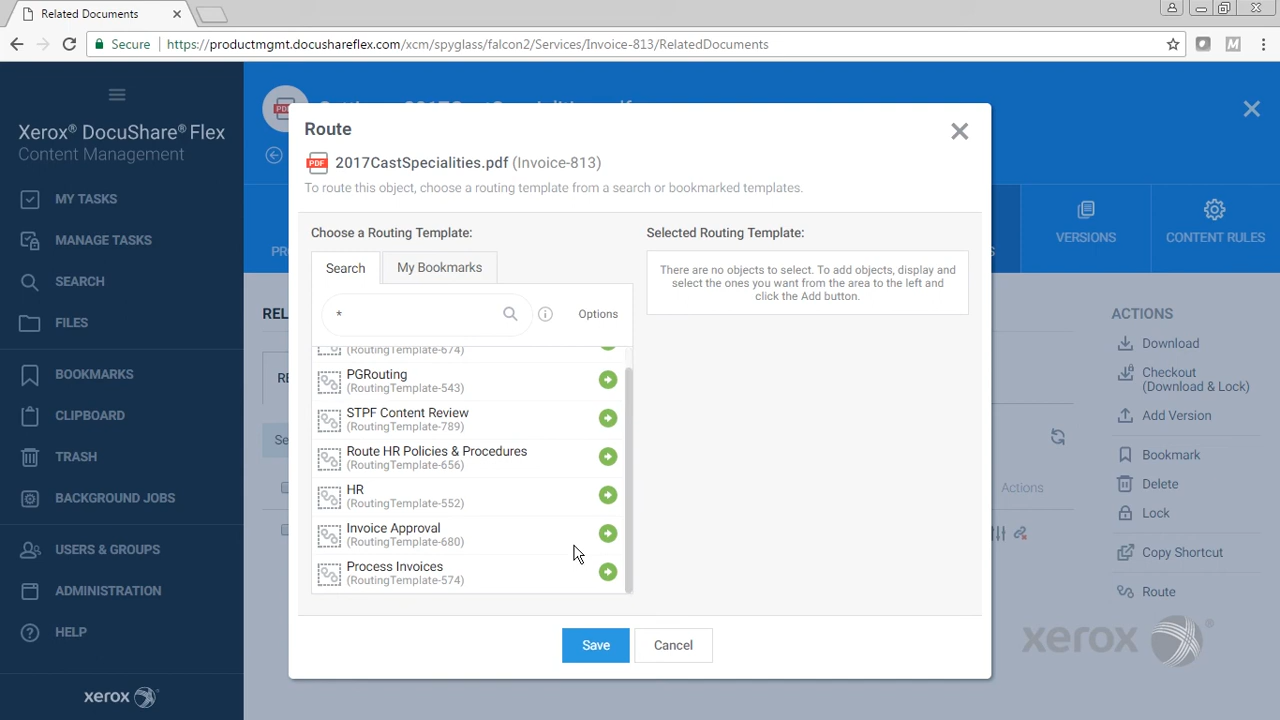 Related Documents
Secure
https://productmgmt.docushareflex.com/xcm/spyglass/falcon2/Services/Invoice-813/RelatedDocuments
Xerox® DocuShare® Flex
Content Management
MY TASKS
MANAGE TASKS
SEARCH
FILES
BOOKMARKS
CLIPBOARD
TRASH
BACKGROUND JOBS
USERS & GROUPS
ADMINISTRATION
HELP
xerox
Route
PDF 2017CastSpecialities.pdf (Invoice-813)
To route this object, choose a routing template from a search or bookmarked templates.
Choose a Routing Template:
Search
My Bookmarks
*
Options
(RoutingTemplate-674)
PGRouting
(RoutingTemplate-543)
STPF Content Review
(RoutingTemplate-789)
Route HR Policies & Procedures
(RoutingTemplate-656)
HR
(RoutingTemplate-552)
Invoice Approval
(RoutingTemplate-680)
Process Invoices
(RoutingTemplate-574)
Selected Routing Template:
There are no objects to select. To add objects, display and
select the ones you want from the area to the left and
click the Add button.
Save
Cancel
VERSIONS
CONTENT RULES
Actions
ACTIONS
Download
Checkout
(Download & Lock)
Add Version
Bookmark
Delete
Lock
Copy Shortcut
Route
xerox®